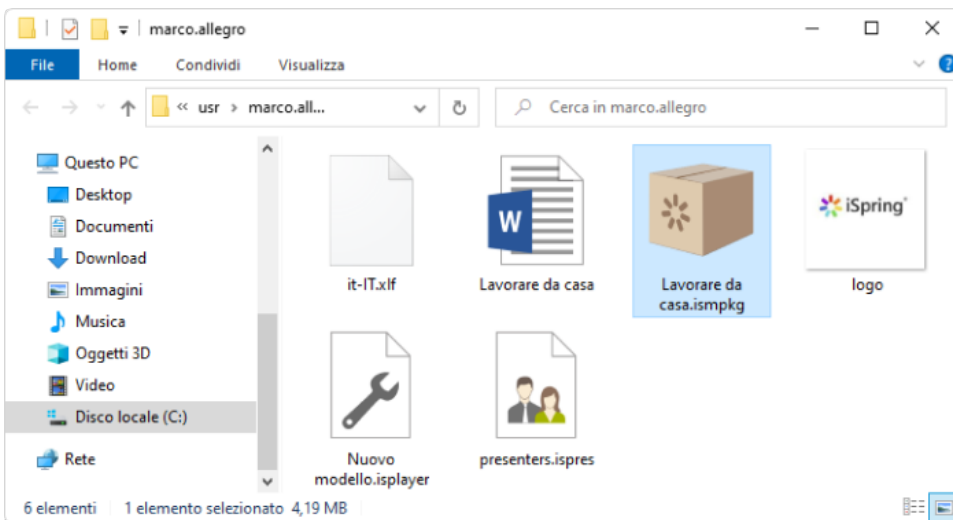 marco.allegro
File Home Condividi Visualizza
« usr › marco.all... Cerca in marco.allegro
Questo PC
Desktop
Documenti
Download
Immagini
Musica
Oggetti 3D
Video
Disco locale (C:)
Rete
it-IT.xlf
W
Lavorare da casa
Lavorare da
casa.ismpkg
iSpring®
logo
Nuovo
modello.isplayer
presenters.ispres
6 elementi 1 elemento selezionato 4,19 MB